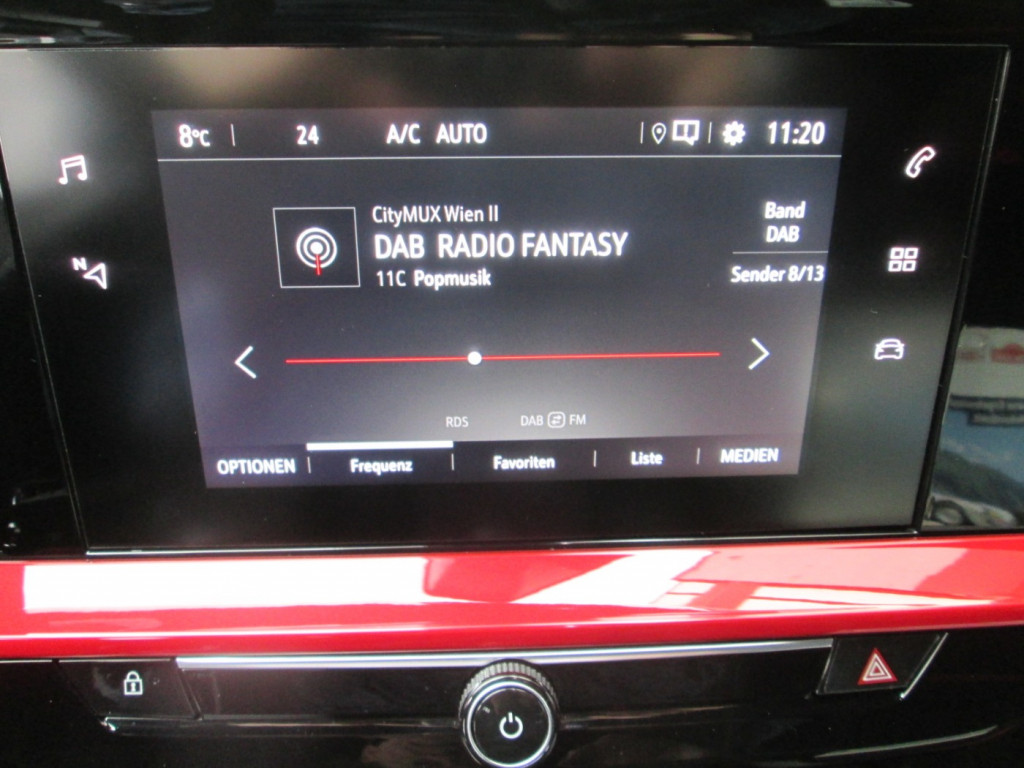 8°C 24 A/C AUTO 11:20
N
CityMUX Wien II
DAB RADIO FANTASY
11C Popmusik
Band
DAB
Sender 8/13
RDS DAB FM
OPTIONEN Frequenz Favoriten Liste MEDIEN